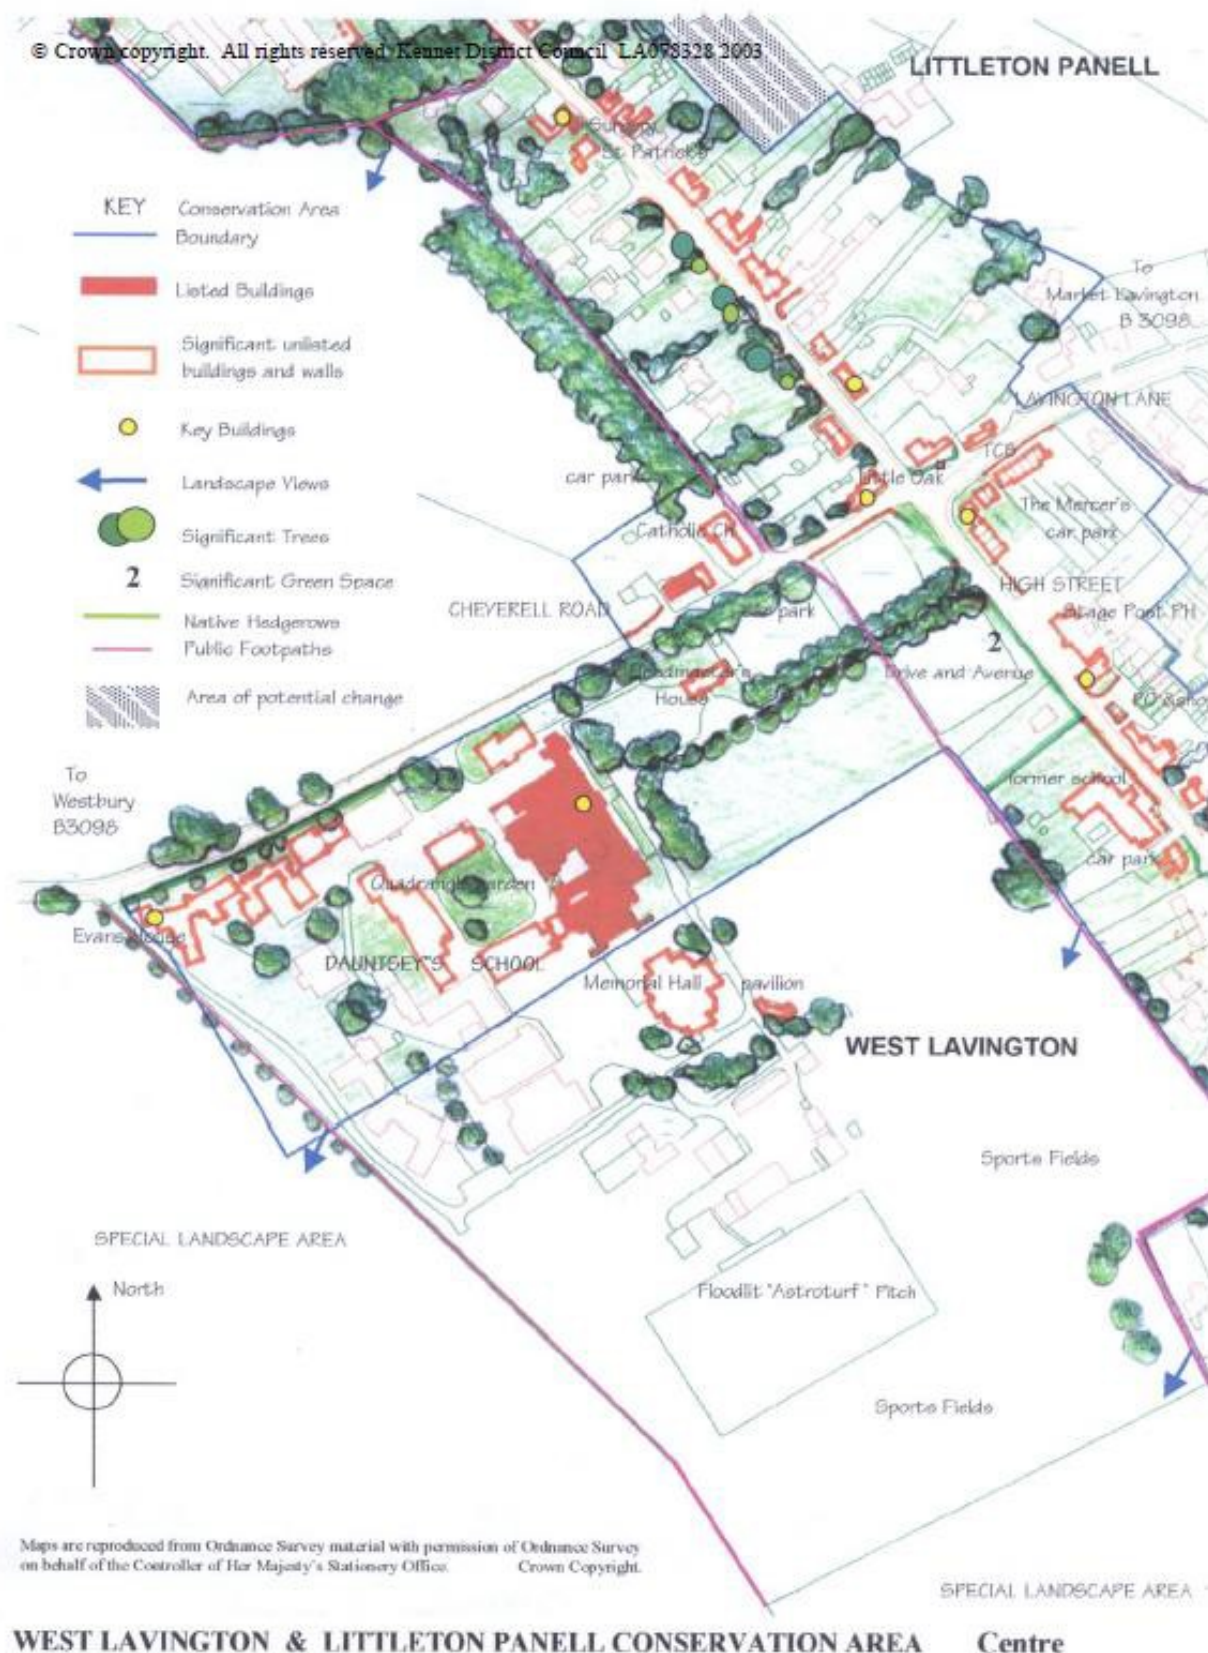 © Crown copyright. All rights reserved Kennet District Council LA078328 2003
LITTLETON PANELL
Surgery
St Patricks
KEY
Conservation Area
Boundary
Listed Buildings
Significant unlisted
buildings and walls
Key Buildings
Landscape Views
Significant Trees
2
Significant Green Space
Native Hedgerows
Public Footpaths
Area of potential change
To
Market Lavington
B 3098
LAVINGTON LANE
TCB
Little Oak
The Mercer's
car park
car park
Catholic Ch
HIGH STREET
Stage Post PH
CHEVERELL ROAD
car park
2
Drive and Avenue
Headmaster's
House
PO &
To
Westbury
B3098
former school
car park
Quadrangle garden
Evans House
DAUNTSEY'S SCHOOL
Memorial Hall
pavilion
WEST LAVINGTON
Sports Fields
SPECIAL LANDSCAPE AREA
North
Floodlit "Astroturf" Pitch
Sports Fields
Maps are reproduced from Ordnance Survey material with permission of Ordnance Survey
on behalf of the Controller of Her Majesty's Stationery Office. Crown Copyright.
SPECIAL LANDSCAPE AREA
WEST LAVINGTON & LITTLETON PANELL CONSERVATION AREA Centre